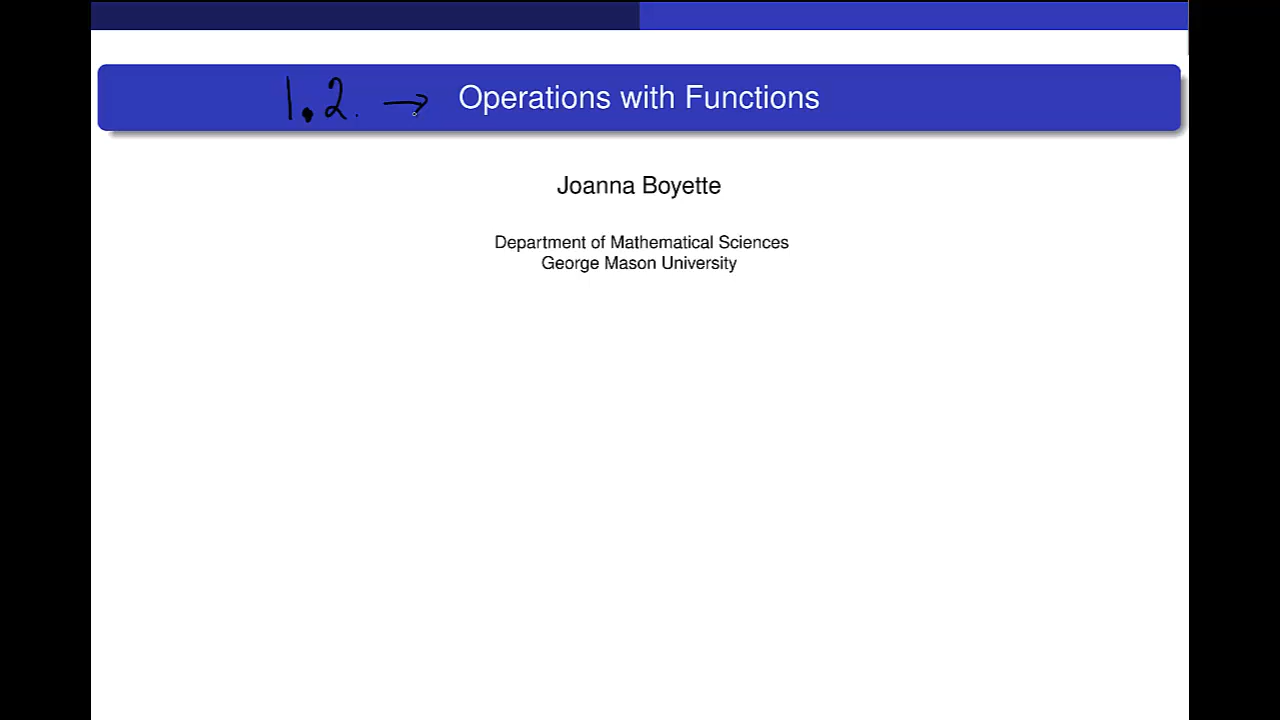 1.2. → Operations with Functions
Joanna Boyette
Department of Mathematical Sciences
George Mason University